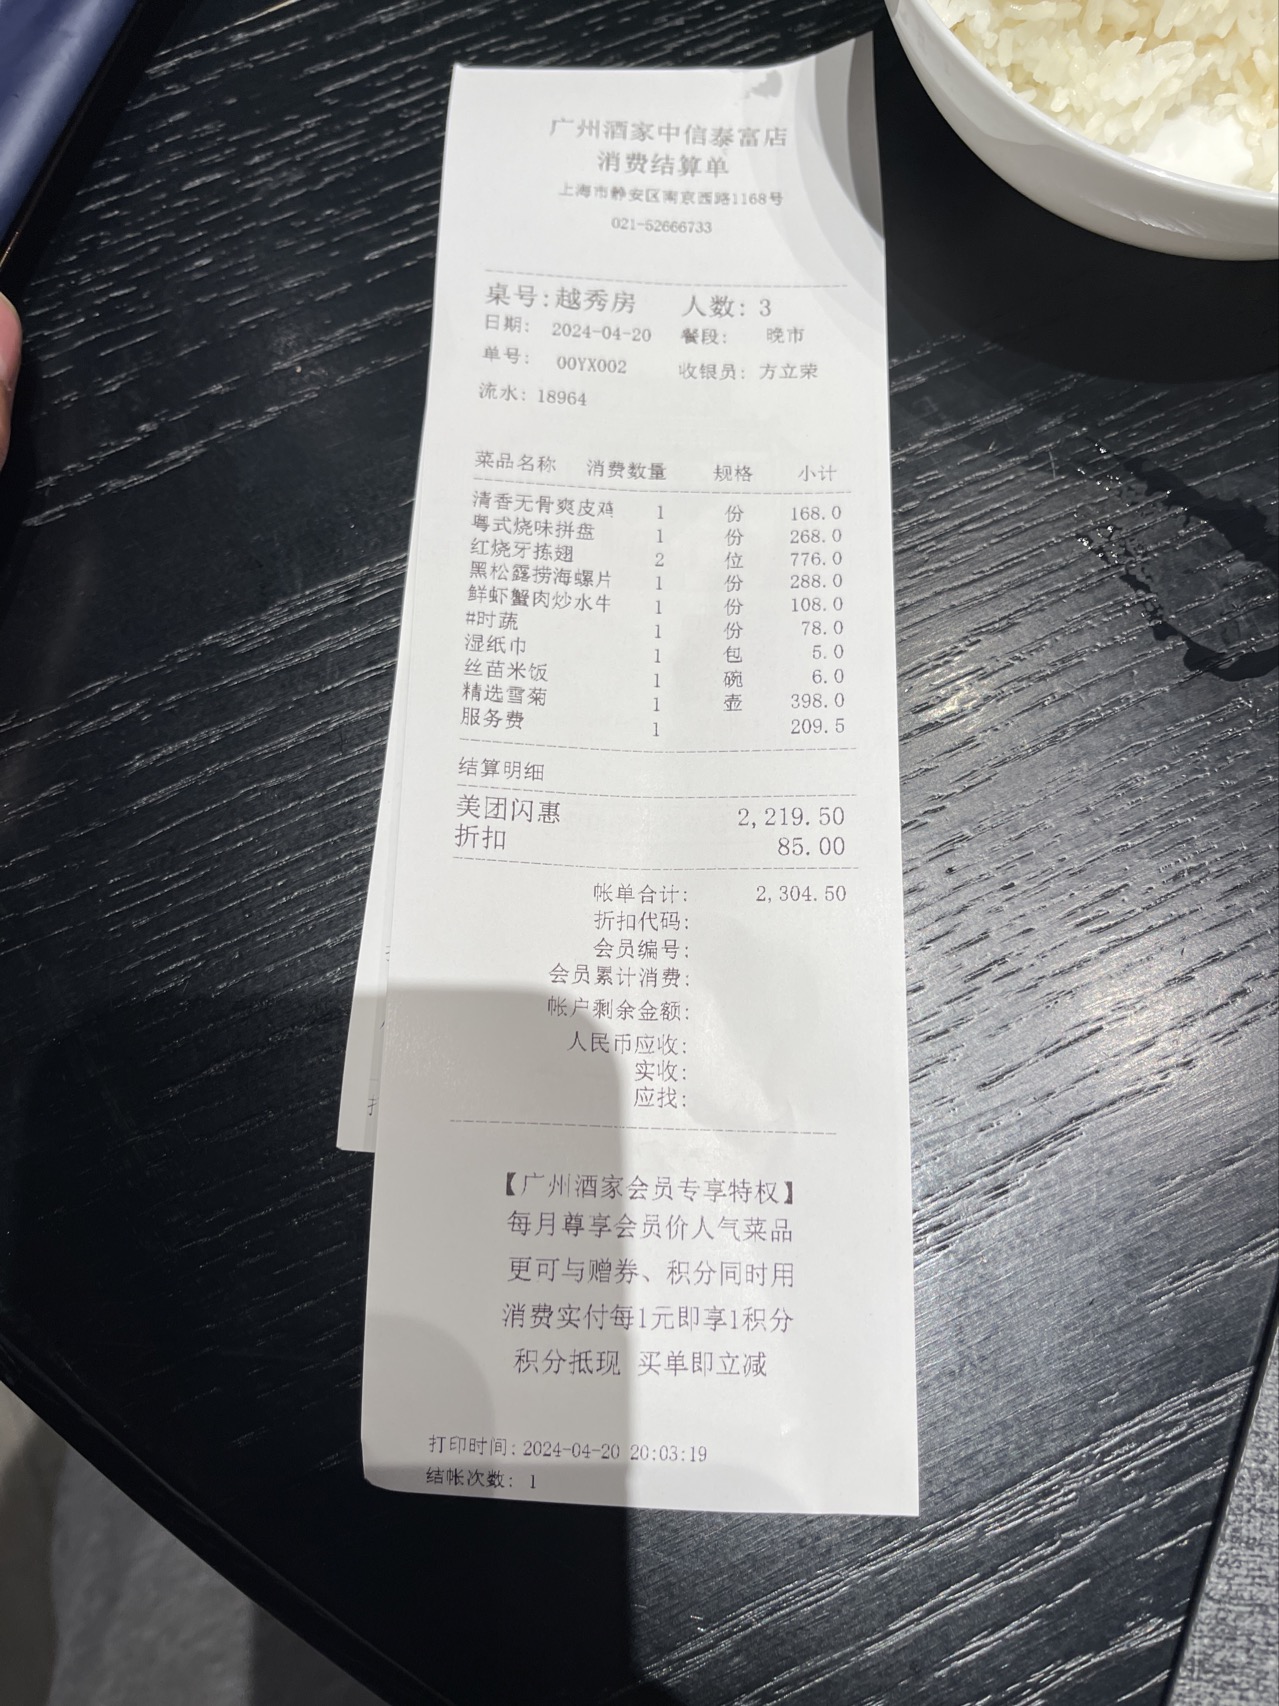 广州酒家中信泰富店
消费结算单
上海市静安区南京西路1168号
021-52666733
桌号:越秀房 人数: 3
日期: 2024-04-20 餐段: 晚市
单号: 00YX002 收银员: 方立荣
流水: 18964
菜品名称 消费数量 规格 小计
清香无骨爽皮鸡 1 份 168.0
粤式烧味拼盘 1 份 268.0
红烧牙拣翅 2 位 776.0
黑松露捞海螺片 1 份 288.0
鲜虾蟹肉炒水牛 1 份 108.0
#时蔬 1 份 78.0
湿纸巾 1 包 5.0
丝苗米饭 1 碗 6.0
精选雪菊 1 壶 398.0
服务费 1 209.5
结算明细
美团闪惠 2,219.50
折扣 85.00
帐单合计: 2,304.50
折扣代码:
会员编号:
会员累计消费:
帐户剩余金额:
人民币应收:
实收:
应找:
【广州酒家会员专享特权】
每月尊享会员价人气菜品
更可与赠券、积分同时用
消费实付每1元即享1积分
积分抵现 买单即立减
打印时间: 2024-04-20 20:03:19
结帐次数: 1